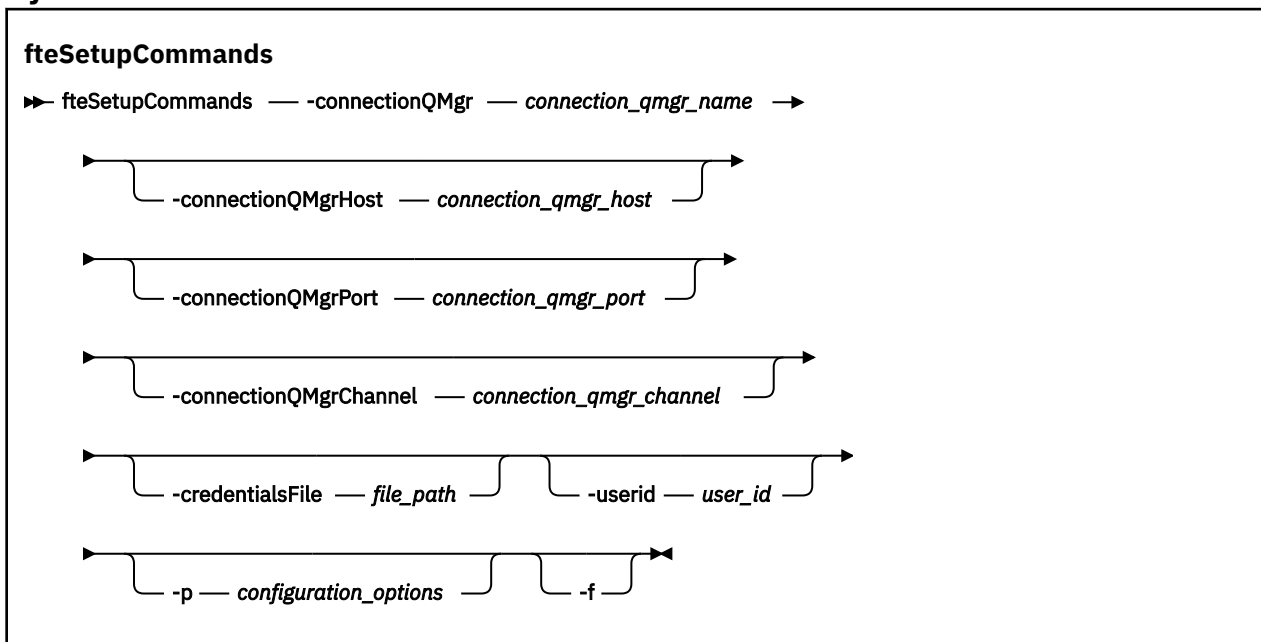 fteSetupCommands
fteSetupCommands -connectionQMgr connection_qmgr_name
-connectionQMgrHost connection_qmgr_host
-connectionQMgrPort connection_qmgr_port
-connectionQMgrChannel connection_qmgr_channel
-credentialsFile file_path -userid user_id
-p configuration_options -f